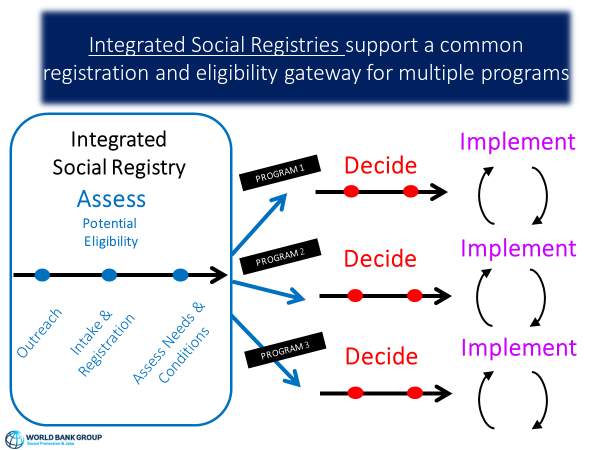 Integrated Social Registries support a common
registration and eligibility gateway for multiple programs
Integrated
Social Registry
Assess
Potential
Eligibility
Outreach
Intake &
Registration
Assess Needs &
Conditions
PROGRAM 1
Decide
Implement
PROGRAM 2
Decide
Implement
PROGRAM 3
Decide
Implement
WORLD BANK GROUP
Social Protection & Jobs